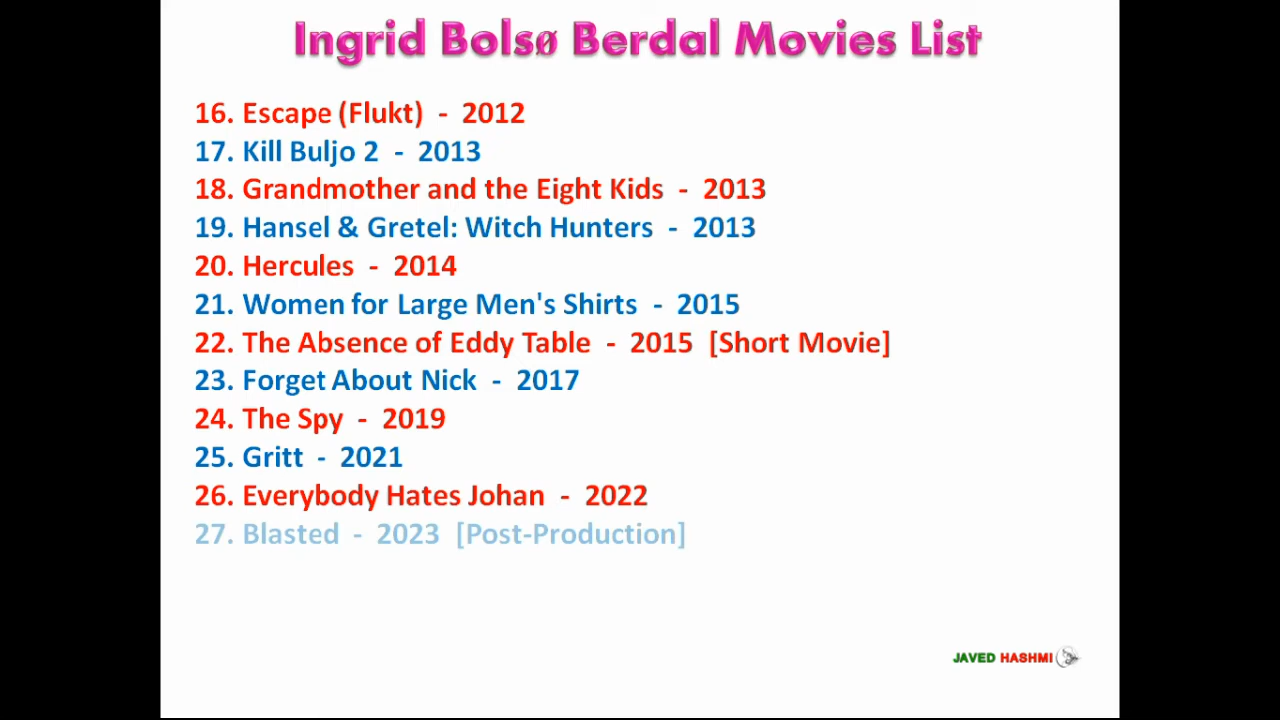 Ingrid Bolsø Berdal Movies List
16. Escape (Flukt) - 2012
17. Kill Buljo 2 - 2013
18. Grandmother and the Eight Kids - 2013
19. Hansel & Gretel: Witch Hunters - 2013
20. Hercules - 2014
21. Women for Large Men's Shirts - 2015
22. The Absence of Eddy Table - 2015 [Short Movie]
23. Forget About Nick - 2017
24. The Spy - 2019
25. Gritt - 2021
26. Everybody Hates Johan - 2022
27. Blasted - 2023 [Post-Production]
JAVED HASHMI